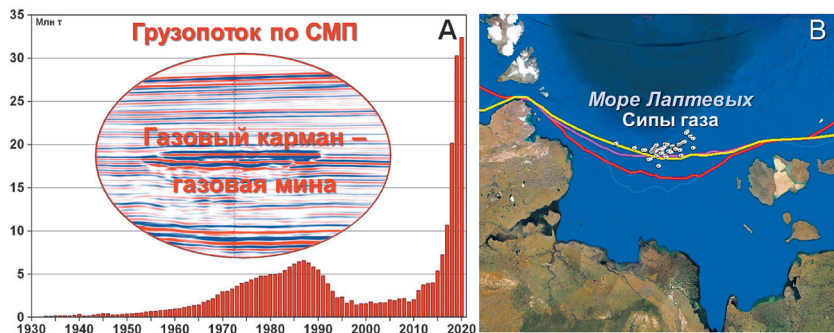 Млн т
Грузопоток по СМП
А
Газовый карман –
газовая мина
35
30
25
20
15
10
5
0
1930 1940 1950 1960 1970 1980 1990 2000 2010 2020
В
Море Лаптевых
Сипы газа